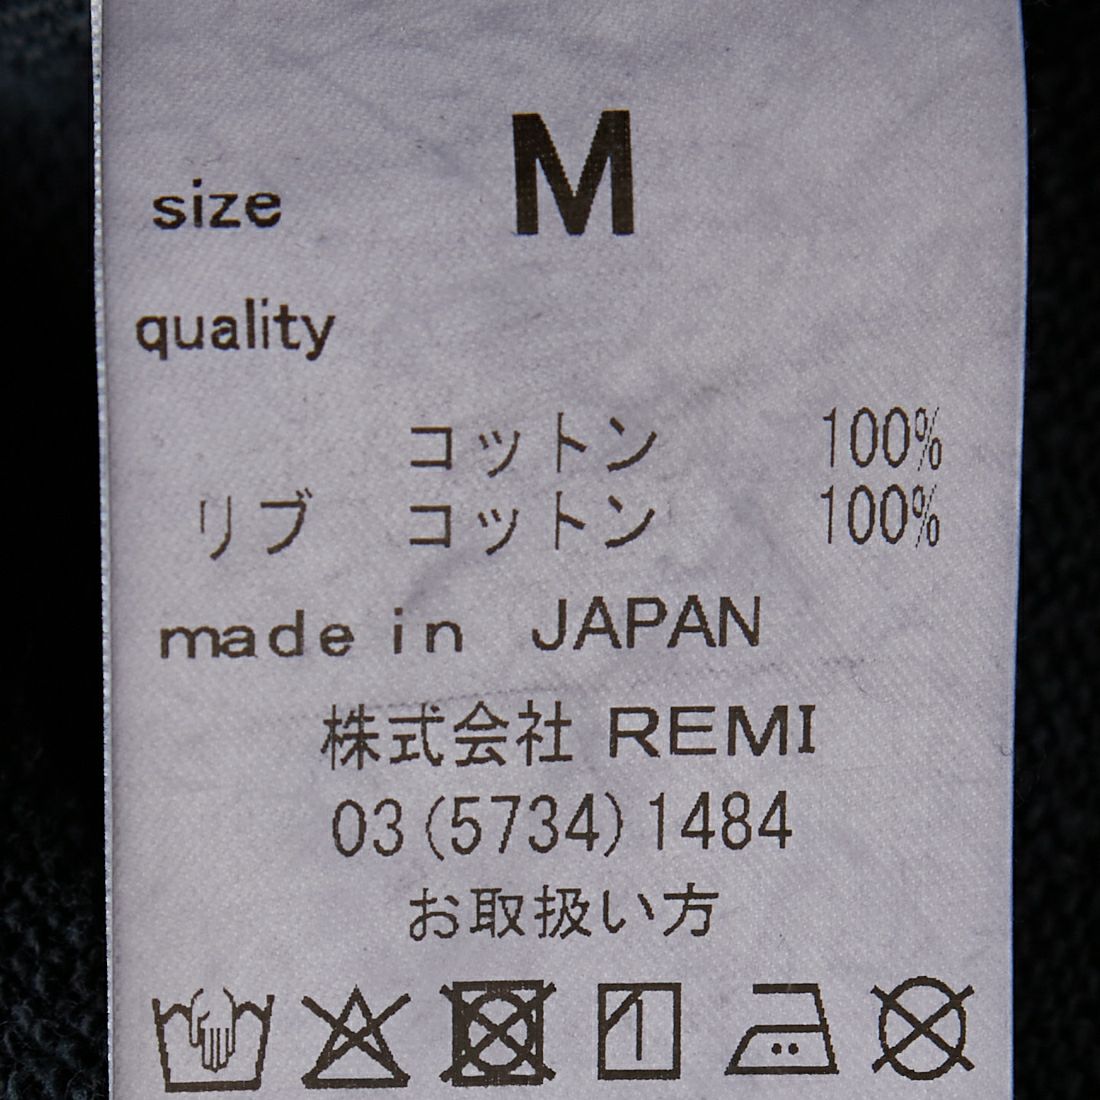 size M
quality
コットン 100%
リブ コットン 100%
made in JAPAN
株式会社 REMI
03(5734)1484
お取扱い方